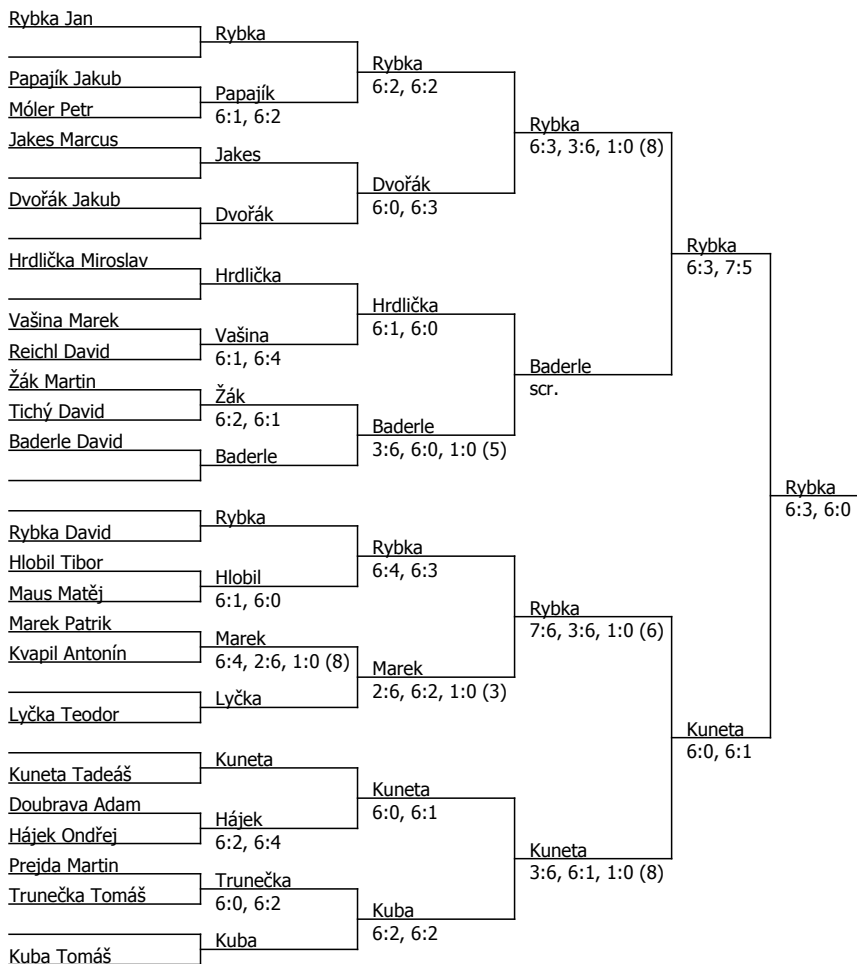 Rybka Jan
Rybka
Rybka
6:2, 6:2
Papajík Jakub
Papajík
6:1, 6:2
Móler Petr
Rybka
6:3, 3:6, 1:0 (8)
Jakes Marcus
Jakes
Dvořák
6:0, 6:3
Dvořák Jakub
Dvořák
Rybka
6:3, 7:5
Hrdlička Miroslav
Hrdlička
Hrdlička
6:1, 6:0
Vašina Marek
Vašina
6:1, 6:4
Reichl David
Baderle
scr.
Žák Martin
Žák
6:2, 6:1
Tichý David
Baderle
3:6, 6:0, 1:0 (5)
Baderle David
Baderle
Rybka
6:3, 6:0
Rybka
Rybka David
Rybka
6:4, 6:3
Hlobil Tibor
Hlobil
6:1, 6:0
Maus Matěj
Rybka
7:6, 3:6, 1:0 (6)
Marek Patrik
Marek
6:4, 2:6, 1:0 (8)
Kvapil Antonín
Marek
2:6, 6:2, 1:0 (3)
Lyčka
Lyčka Teodor
Kuneta
6:0, 6:1
Kuneta
Kuneta Tadeáš
Kuneta
6:0, 6:1
Doubrava Adam
Hájek
6:2, 6:4
Hájek Ondřej
Kuneta
3:6, 6:1, 1:0 (8)
Prejda Martin
Trunečka
6:0, 6:2
Trunečka Tomáš
Kuba
6:2, 6:2
Kuba
Kuba Tomáš